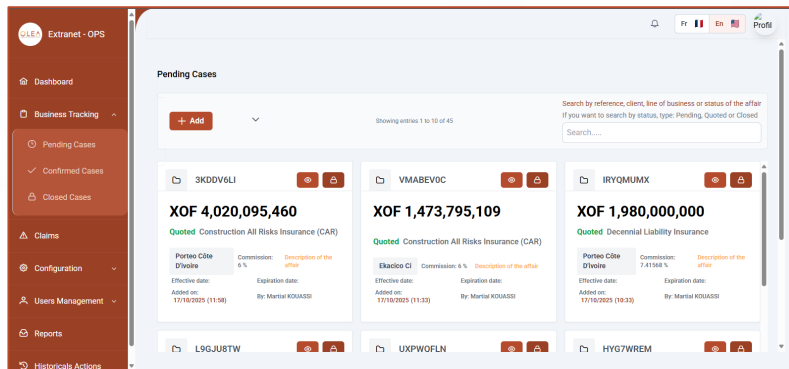 OLEA
Extranet - OPS
Fr
En
Profil
Dashboard
Business Tracking
Pending Cases
Confirmed Cases
Closed Cases
Claims
Configuration
Users Management
Reports
Historicals Actions
Pending Cases
+ Add
Showing entries 1 to 10 of 45
Search by reference, client, line of business or status of the affair
If you want to search by status, type: Pending, Quoted or Closed
Search.....
3KDDV6LI
XOF 4,020,095,460
Quoted Construction All Risks Insurance (CAR)
Porteo Côte
D'Ivoire
Commission:
6 %
Description of the
affair
Effective date:
Expiration date:
Added on:
17/10/2025 (11:58)
By: Martial KOUASSI
VMABEV0C
XOF 1,473,795,109
Quoted Construction All Risks Insurance (CAR)
Ekacico CI
Commission: 6 %
Description of the affair
Effective date:
Expiration date:
Added on:
17/10/2025 (11:33)
By: Martial KOUASSI
IRYQMUMX
XOF 1,980,000,000
Quoted Decennial Liability Insurance
Porteo Côte
D'Ivoire
Commission:
7.41568 %
Description of the
affair
Effective date:
Expiration date:
Added on:
17/10/2025 (10:33)
By: Martial KOUASSI
L9GJU8TW
UXPWOFLN
HYG7WREM